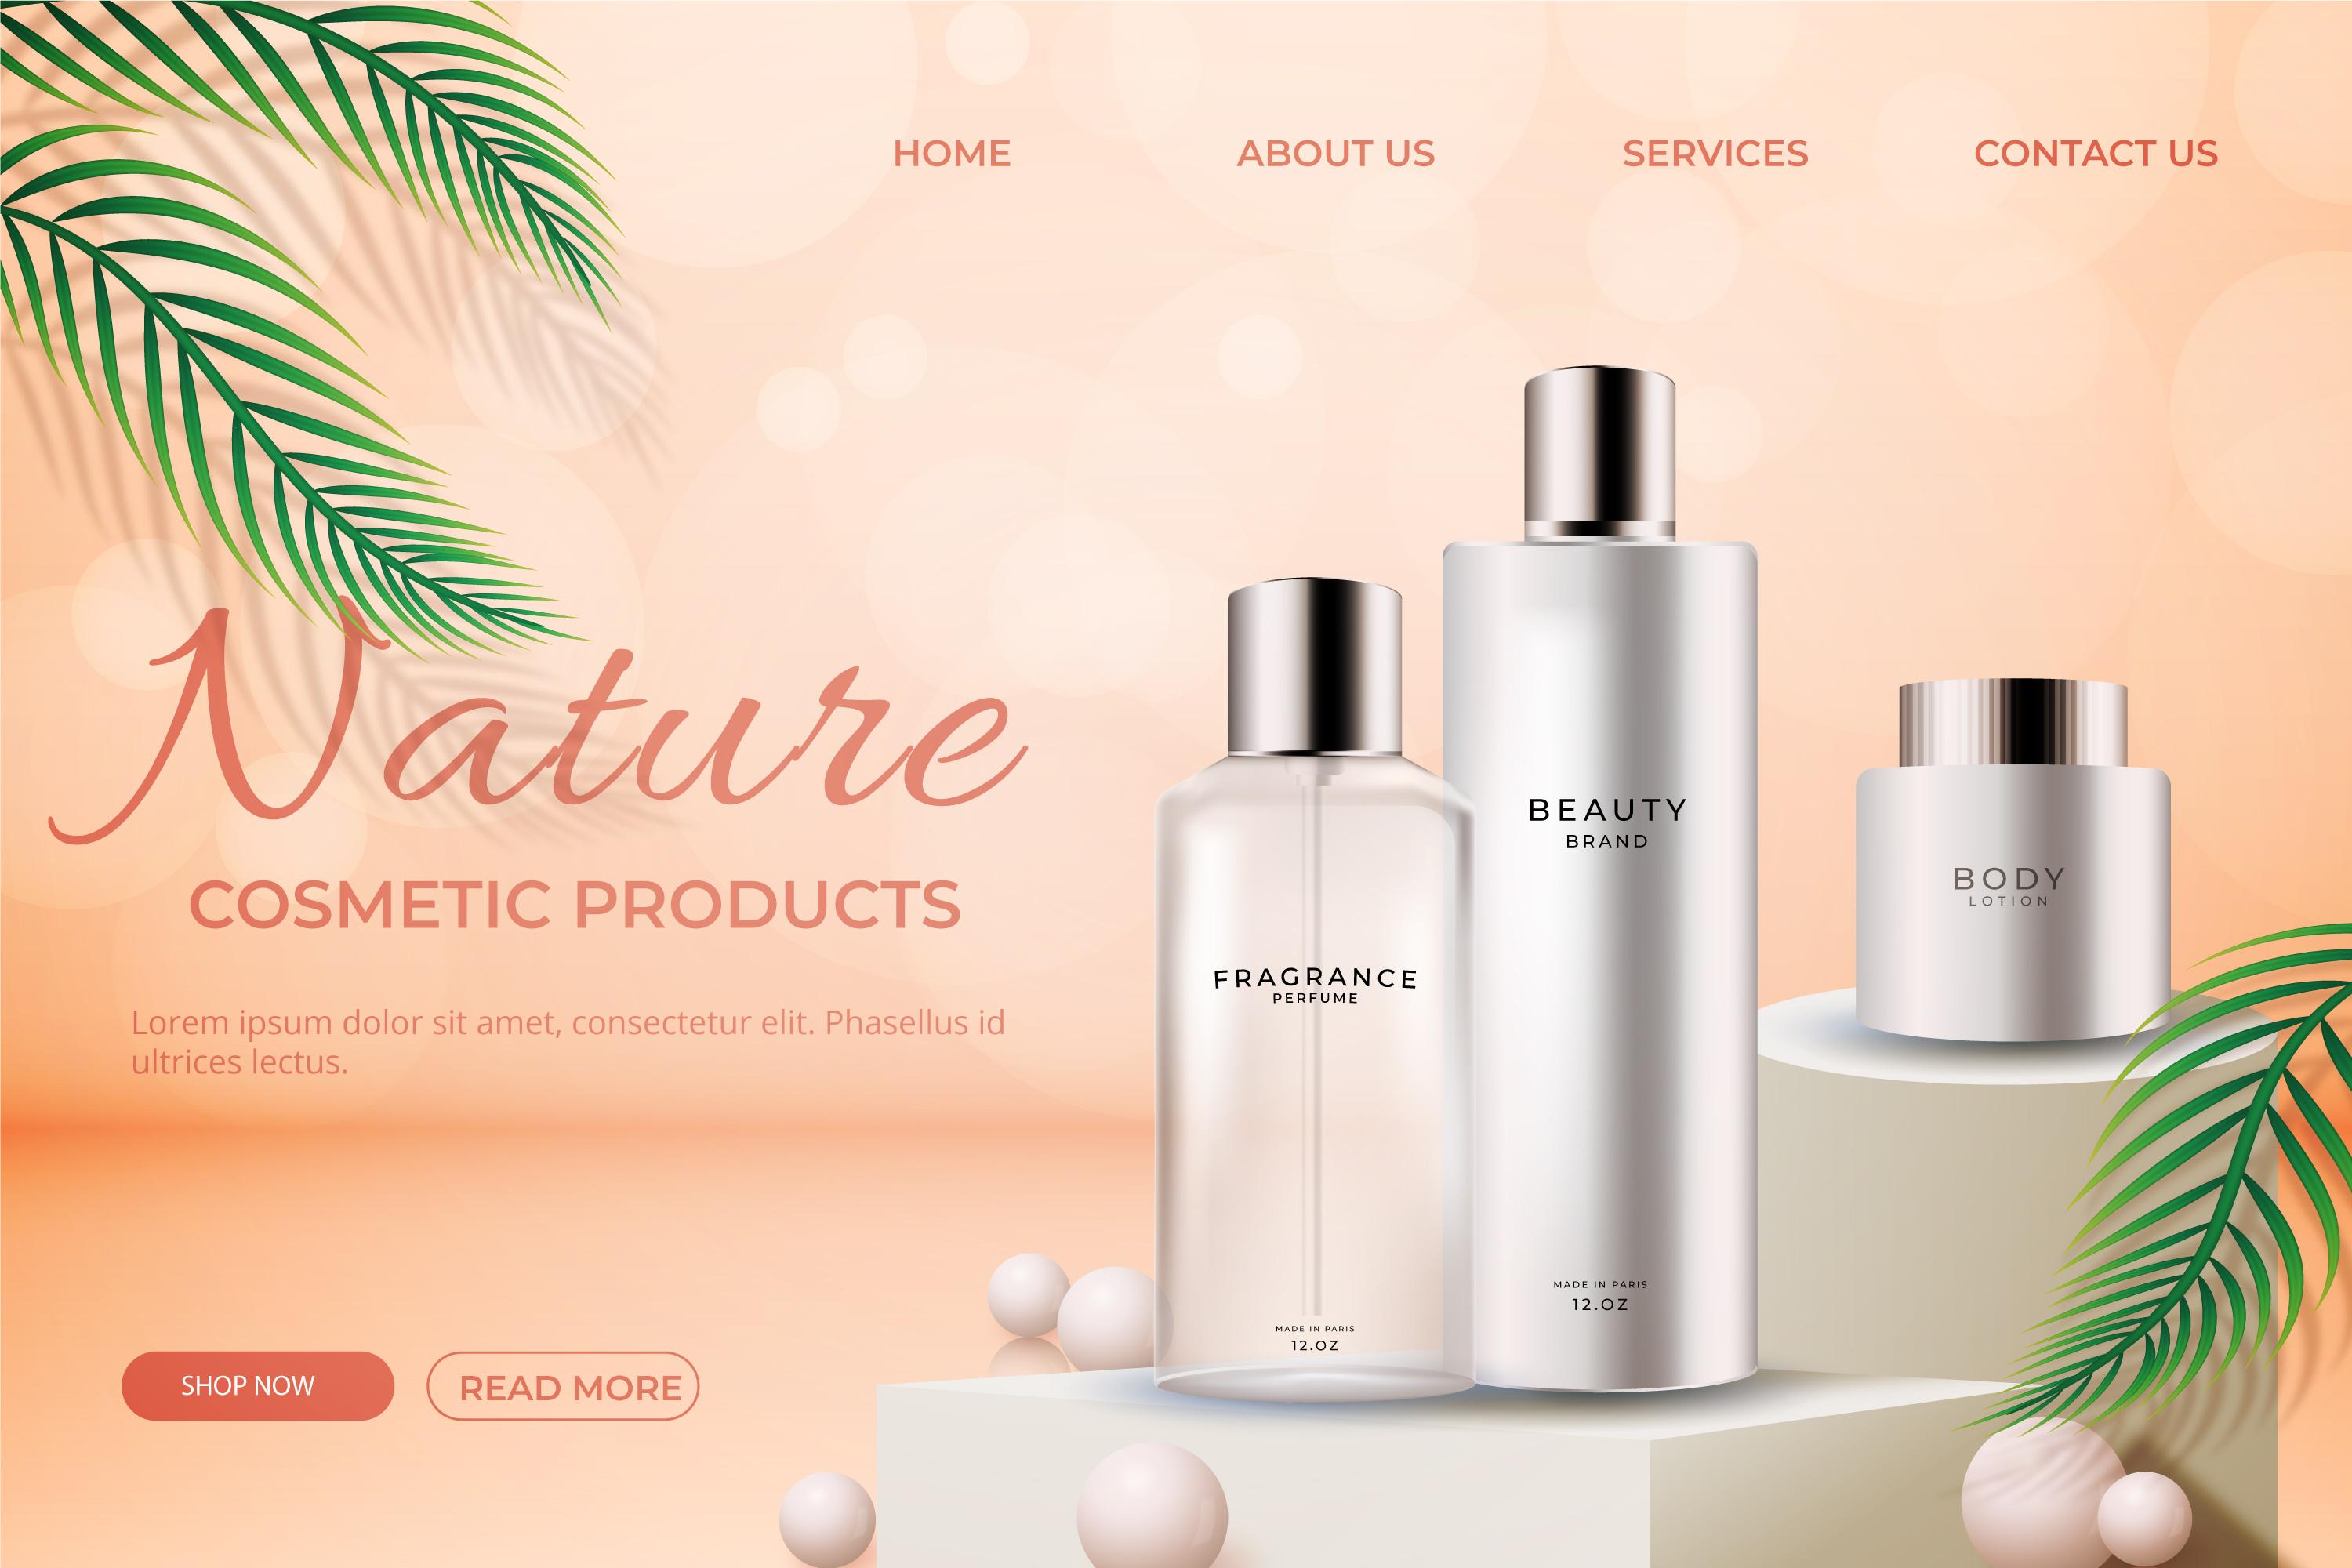 HOME
ABOUT US
SERVICES
CONTACT US
Nature
COSMETIC PRODUCTS
Lorem ipsum dolor sit amet, consectetur elit. Phasellus id
ultrices lectus.
SHOP NOW
READ MORE
FRAGRANCE
PERFUME
MADE IN PARIS
12.OZ
BEAUTY
BRAND
MADE IN PARIS
12.OZ
BODY
LOTION